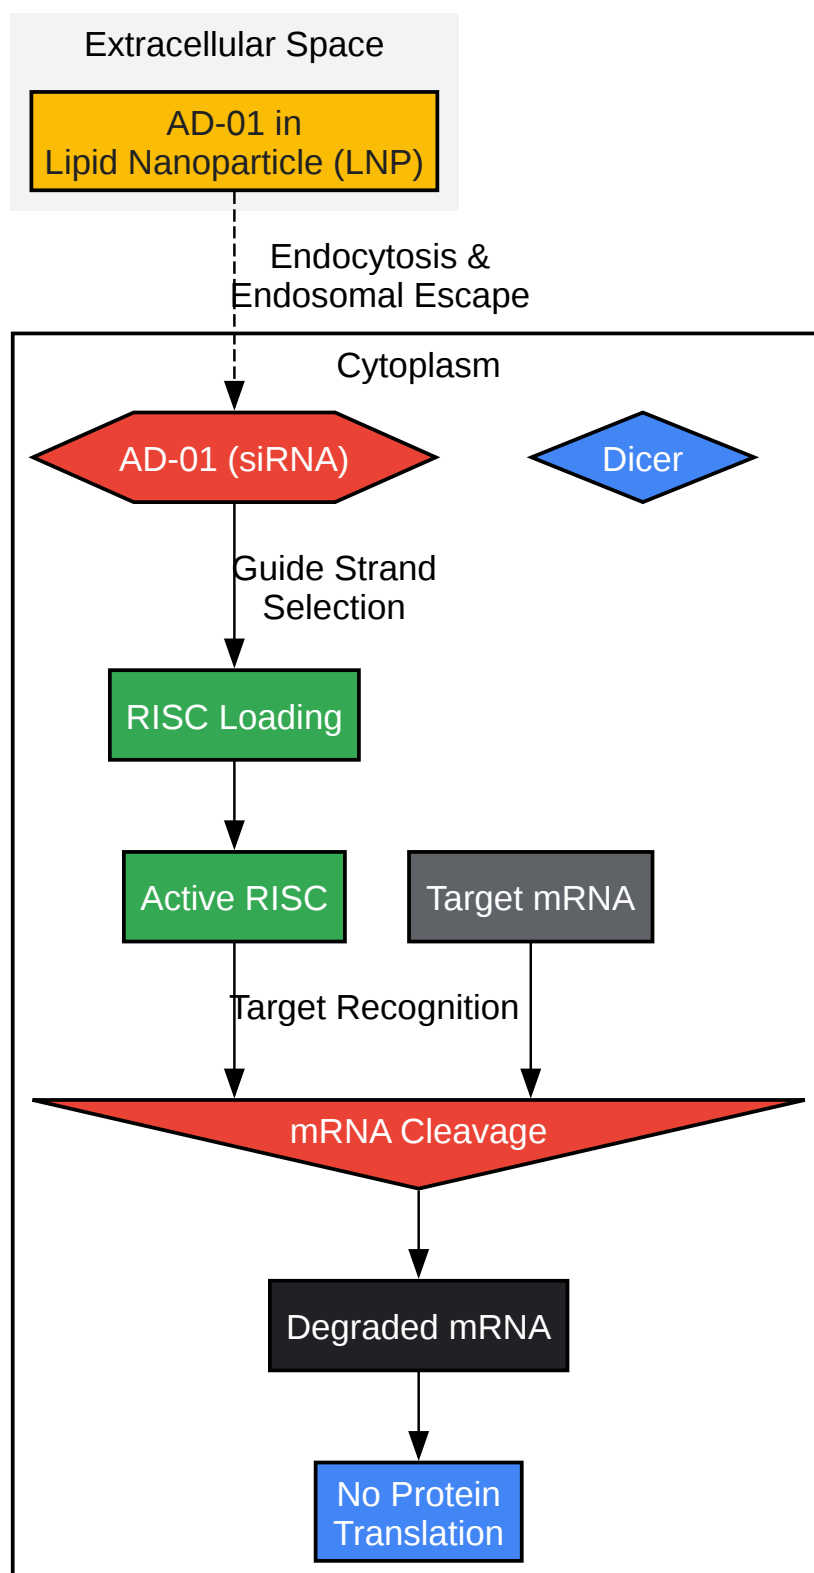 Extracellular Space
AD-01 in
Lipid Nanoparticle (LNP)
Endocytosis &
Endosomal Escape
Cytoplasm
AD-01 (siRNA)
Dicer
Guide Strand
Selection
RISC Loading
Active RISC
Target mRNA
Target Recognition
mRNA Cleavage
Degraded mRNA
No Protein
Translation